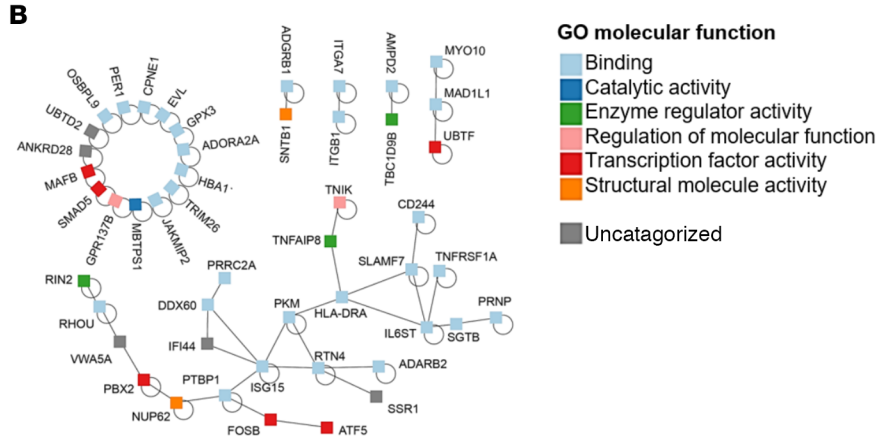 B
GO molecular function
Binding
Catalytic activity
Enzyme regulator activity
Regulation of molecular function
Transcription factor activity
Structural molecule activity
Uncatagorized
OSBPL9
PER1
CPNE1
EVL
GPX3
ADORA2A
HBA1
TRIM26
JAKMIP2
MBTPS1
GPR137B
SMAD5
MAFB
ANKRD28
UBTD2
ADGRB1
SNTB1
ITGA7
ITGB1
AMPD2
TBC1D9B
MYO10
MAD1L1
UBTF
TNIK
TNFAIP8
CD244
SLAMF7
TNFRSF1A
HLA-DRA
IL6ST
SGTB
PRNP
PRRC2A
DDX60
IFI44
PKM
ISG15
RTN4
ADARB2
SSR1
RIN2
RHOU
VWA5A
PBX2
NUP62
PTBP1
FOSB
ATF5